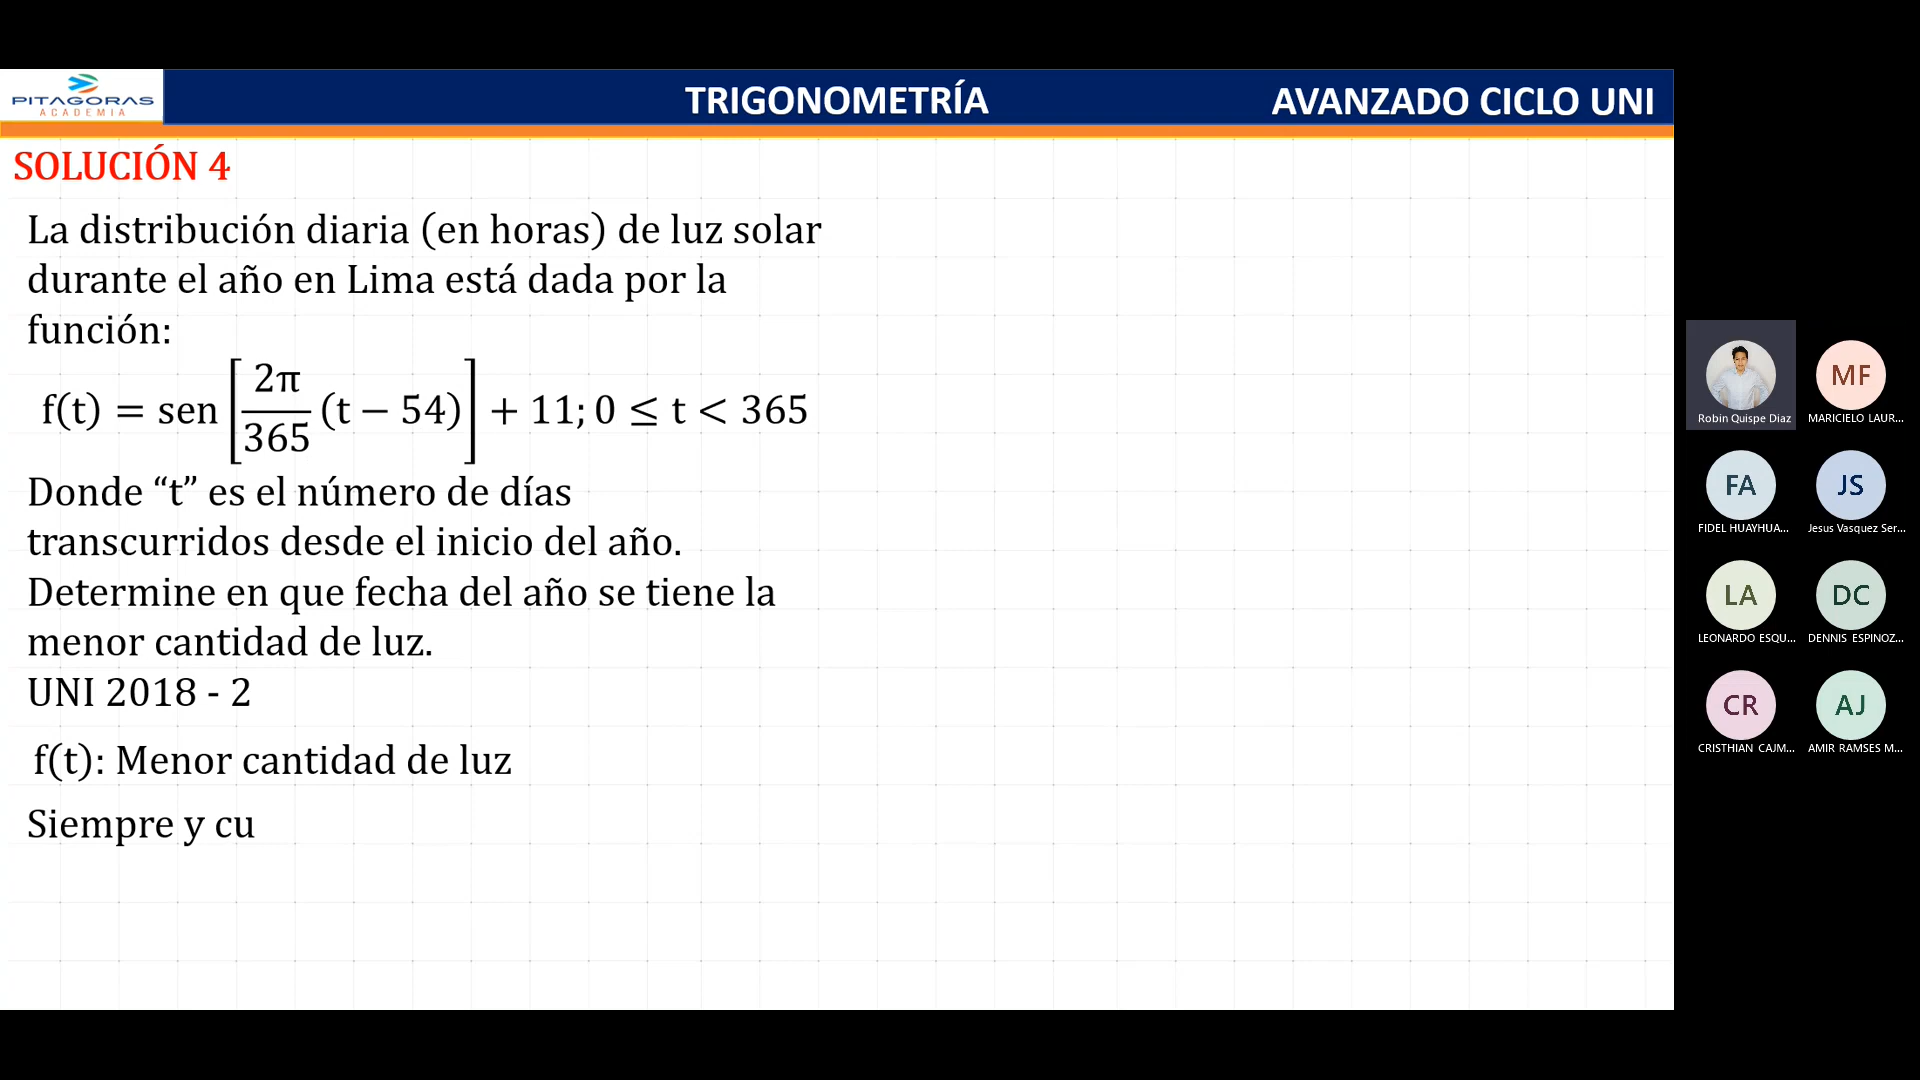 PITAGORAS
ACADEMIA
TRIGONOMETRÍA
AVANZADO CICLO UNI
SOLUCIÓN 4
La distribución diaria (en horas) de luz solar
durante el año en Lima está dada por la
función:
f(t) = sen [2π/365 (t − 54)] + 11; 0 ≤ t < 365
Donde “t” es el número de días
transcurridos desde el inicio del año.
Determine en que fecha del año se tiene la
menor cantidad de luz.
UNI 2018 - 2
f(t): Menor cantidad de luz
Siempre y cu
Robin Quispe Diaz
MF
MARICIELO LAUR...
FA
FIDEL HUAYHUA...
JS
Jesus Vasquez Ser...
LA
LEONARDO ESQU...
DC
DENNIS ESPINOZ...
CR
CRISTHIAN CAJM...
AJ
AMIR RAMSES M...